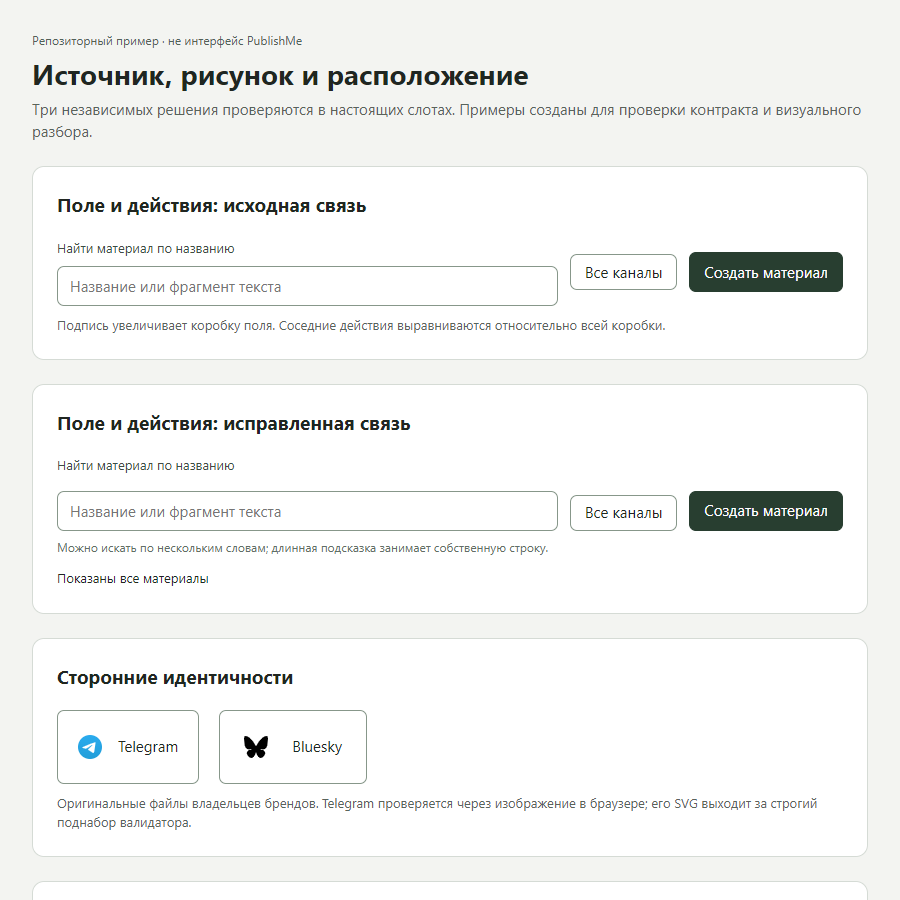 Репозиторный пример · не интерфейс PublishMe
Источник, рисунок и расположение
Три независимых решения проверяются в настоящих слотах. Примеры созданы для проверки контракта и визуального
разбора.
Поле и действия: исходная связь
Найти материал по названию
Название или фрагмент текста
Все каналы
Создать материал
Подпись увеличивает коробку поля. Соседние действия выравниваются относительно всей коробки.
Поле и действия: исправленная связь
Найти материал по названию
Название или фрагмент текста
Все каналы
Создать материал
Можно искать по нескольким словам; длинная подсказка занимает собственную строку.
Показаны все материалы
Сторонние идентичности
Telegram
Bluesky
Оригинальные файлы владельцев брендов. Telegram проверяется через изображение в браузере; его SVG выходит за строгий
поднабор валидатора.